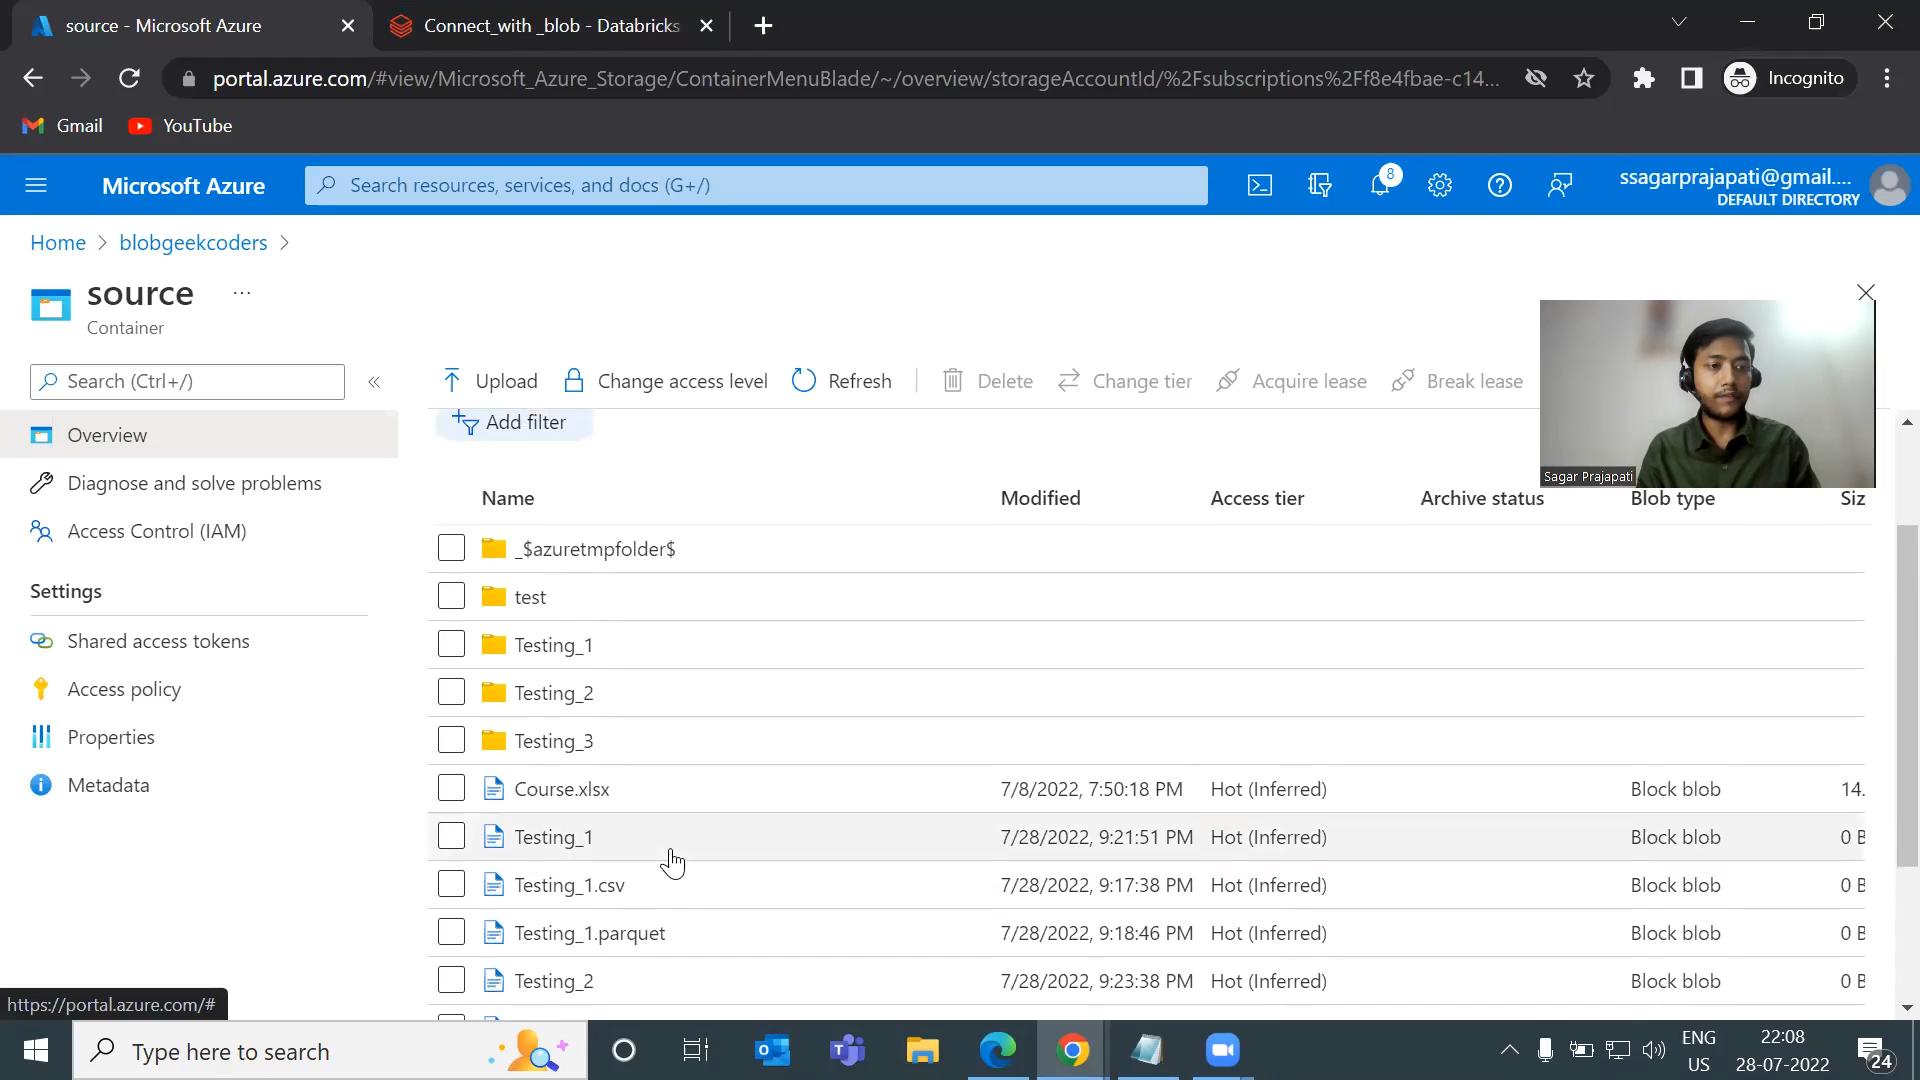 source - Microsoft Azure
Connect_with _blob - Databricks
portal.azure.com/#view/Microsoft_Azure_Storage/ContainerMenuBlade/~/overview/storageAccountId/%2Fsubscriptions%2Ff8e4fbae-c14...
Incognito
Gmail
YouTube
Microsoft Azure
Search resources, services, and docs (G+/)
8
ssagarprajapati@gmail....
DEFAULT DIRECTORY
Home > blobgeekcoders >
source ...
Container
Search (Ctrl+/)
«
Upload
Change access level
Refresh
Delete
Change tier
Acquire lease
Break lease
Overview
Add filter
Diagnose and solve problems
Access Control (IAM)
Settings
Shared access tokens
Access policy
Properties
Metadata
Sagar Prajapati
Name Modified Access tier Archive status Blob type Siz
_$azuretmpfolder$
test
Testing_1
Testing_2
Testing_3
Course.xlsx 7/8/2022, 7:50:18 PM Hot (Inferred) Block blob 14.
Testing_1 7/28/2022, 9:21:51 PM Hot (Inferred) Block blob 0 B
Testing_1.csv 7/28/2022, 9:17:38 PM Hot (Inferred) Block blob 0 B
Testing_1.parquet 7/28/2022, 9:18:46 PM Hot (Inferred) Block blob 0 B
Testing_2 7/28/2022, 9:23:38 PM Hot (Inferred) Block blob 0 B
https://portal.azure.com/#
Type here to search
ENG
US
22:08
28-07-2022
24